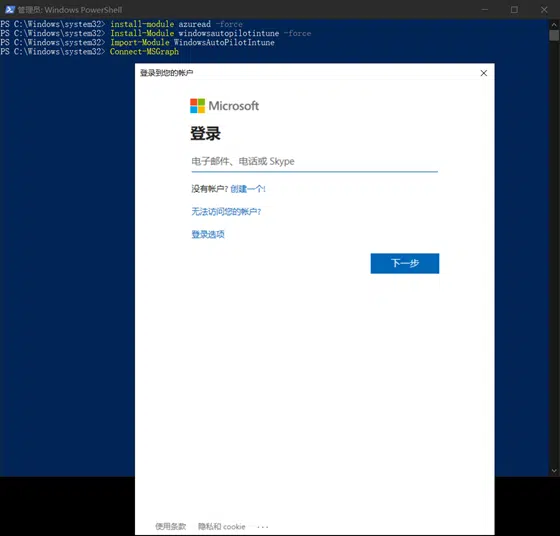 管理员: Windows PowerShell
PS C:\Windows\system32> install-module azuread -force
PS C:\Windows\system32> Install-Module windowsautopilotintune -force
PS C:\Windows\system32> Import-Module WindowsAutoPilotIntune
PS C:\Windows\system32> Connect-MSGraph
登录到您的帐户
Microsoft
登录
电子邮件、电话或 Skype
没有帐户? 创建一个!
无法访问您的帐户?
登录选项
下一步
使用条款 隐私和 cookie ...